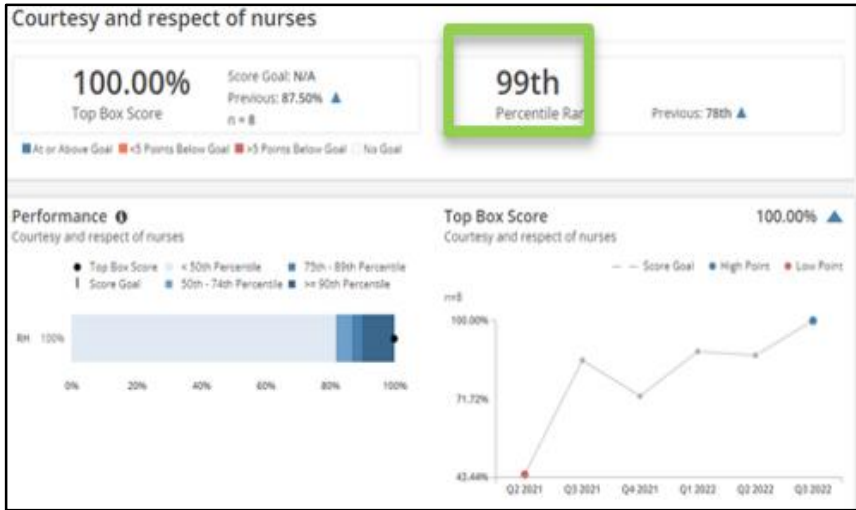 Courtesy and respect of nurses
100.00%
Top Box Score
Score Goal: N/A
Previous: 87.50%
n = 8
99th
Percentile Ran
Previous: 78th
At or Above Goal <5 Points Below Goal >5 Points Below Goal No Goal
Performance
Courtesy and respect of nurses
Top Box Score < 50th Percentile 75th - 89th Percentile
Score Goal 50th - 74th Percentile >= 90th Percentile
RH 100%
0% 20% 40% 60% 80% 100%
Top Box Score 100.00%
Courtesy and respect of nurses
Score Goal High Point Low Point
n=8
100.00%
71.72%
43.44%
Q2 2021 Q3 2021 Q4 2021 Q1 2022 Q2 2022 Q3 2022